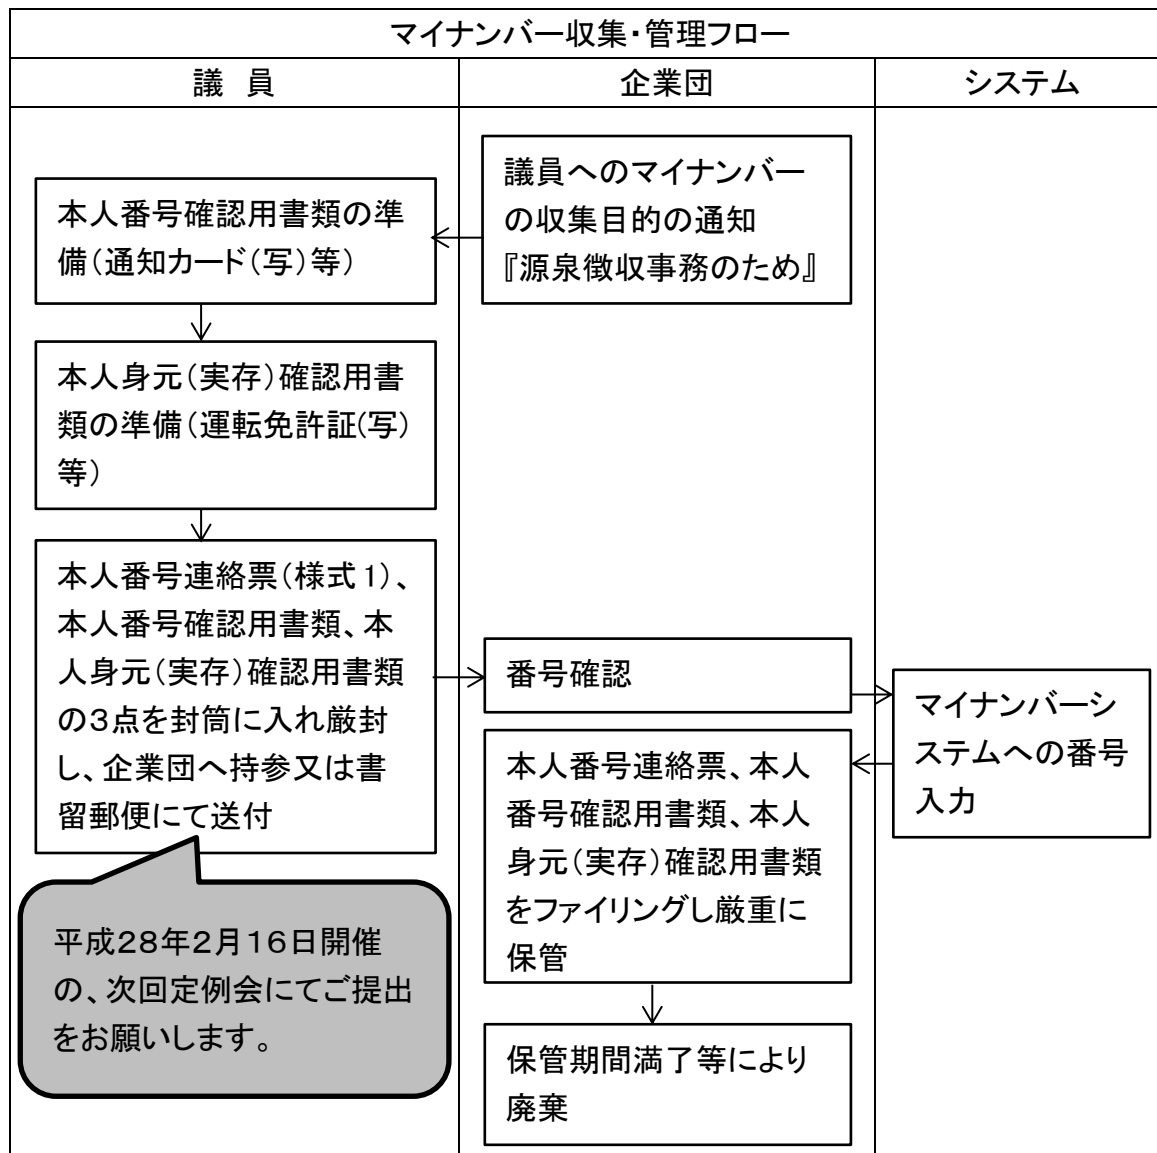 マイナンバー収集・管理フロー
議　員
企業団
システム
議員へのマイナンバー
の収集目的の通知
『源泉徴収事務のため』
本人番号確認用書類の準
備（通知カード（写）等）
本人身元（実存）確認用書
類の準備（運転免許証(写)
等）
本人番号連絡票（様式1）、
本人番号確認用書類、本
人身元（実存）確認用書類
の３点を封筒に入れ厳封
し、企業団へ持参又は書
留郵便にて送付
平成２８年２月１６日開催
の、次回定例会にてご提出
をお願いします。
番号確認
マイナンバーシ
ステムへの番号
入力
本人番号連絡票、本人
番号確認用書類、本人
身元（実存）確認用書類
をファイリングし厳重に
保管
保管期間満了等により
廃棄